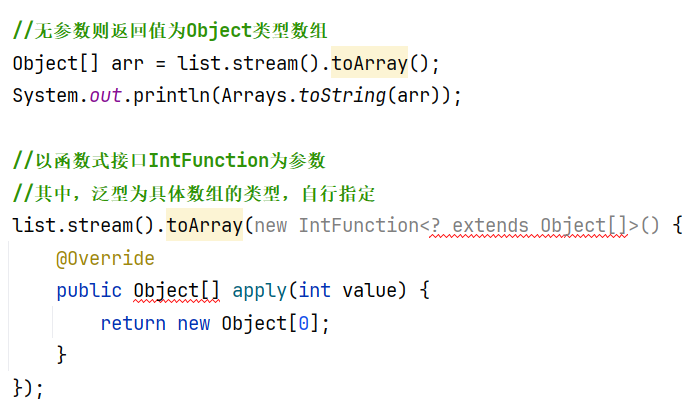 //无参数则返回值为Object类型数组
Object[] arr = list.stream().toArray();
System.out.println(Arrays.toString(arr));
//以函数式接口IntFunction为参数
//其中，泛型为具体数组的类型，自行指定
list.stream().toArray(new IntFunction<? extends Object[]>() {
@Override
public Object[] apply(int value) {
return new Object[0];
}
});